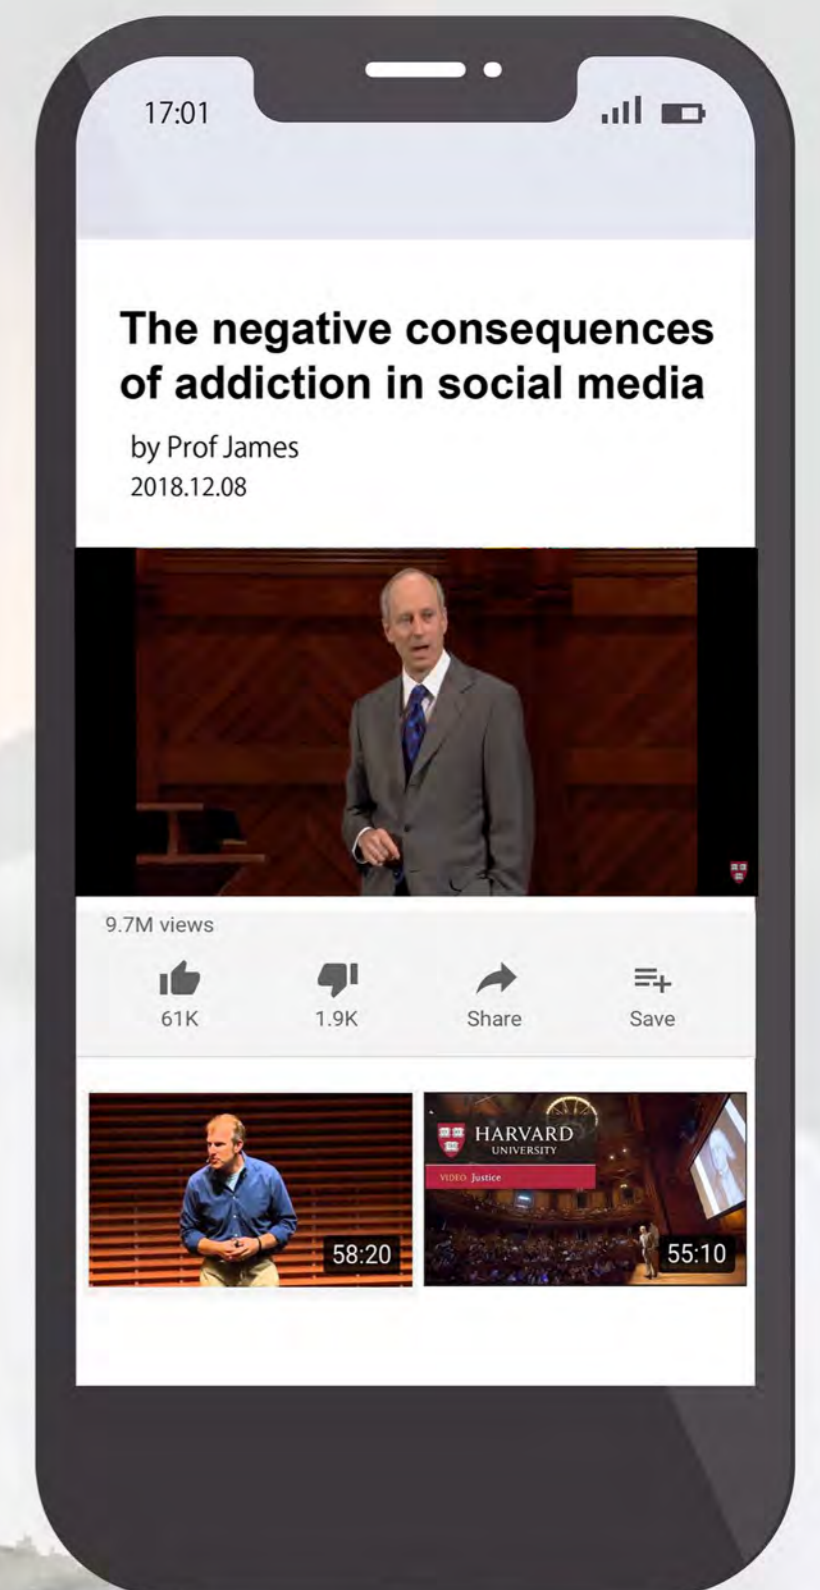 17:01
The negative consequences
of addiction in social media
by Prof James
2018.12.08
9.7M views
61K
1.9K
Share
Save
58:20
HARVARD
UNIVERSITY
VIDEO Justice
55:10